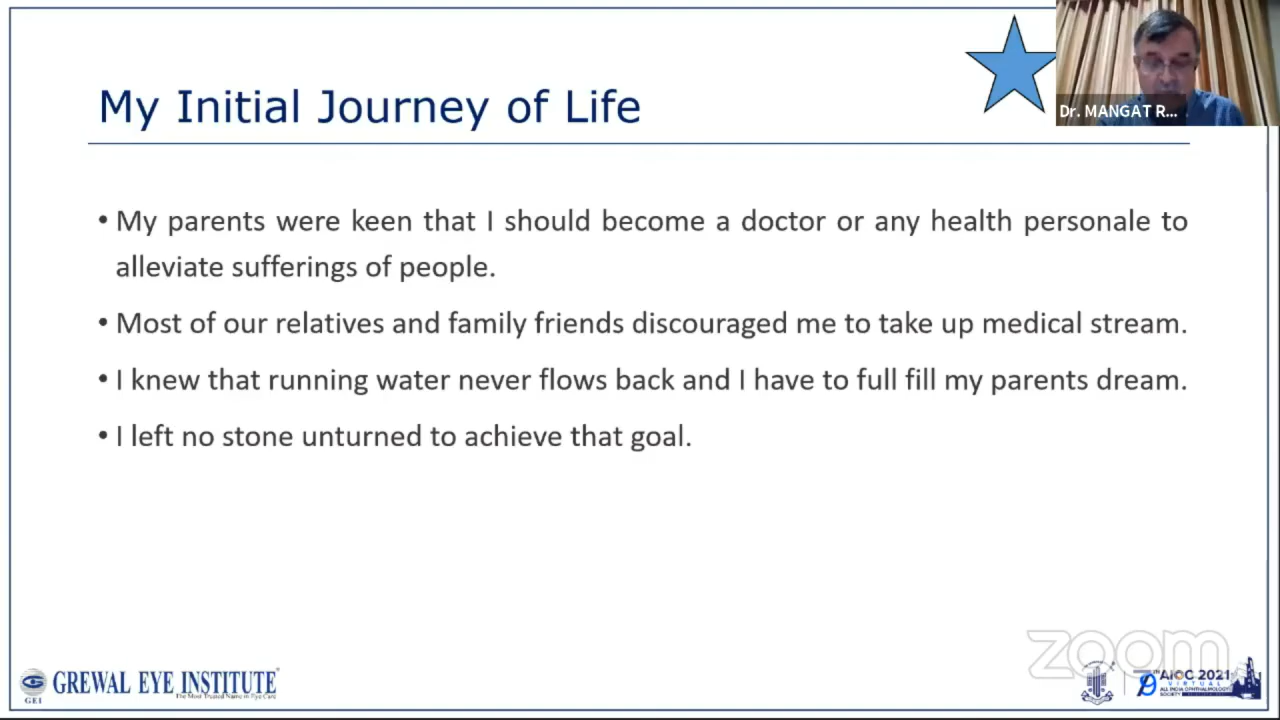 My Initial Journey of Life
Dr. MANGAT R...
• My parents were keen that I should become a doctor or any health personale to
alleviate sufferings of people.
• Most of our relatives and family friends discouraged me to take up medical stream.
• I knew that running water never flows back and I have to full fill my parents dream.
• I left no stone unturned to achieve that goal.
zoom
GREWAL EYE INSTITUTE
The Most Trusted Name in Eye Care
GEI
AIOC 2021
VIRTUAL
ALL INDIA OPHTHALMOLOGICAL
SOCIETY